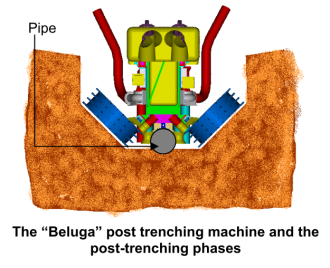 Pipe
The “Beluga” post trenching machine and the
post-trenching phases